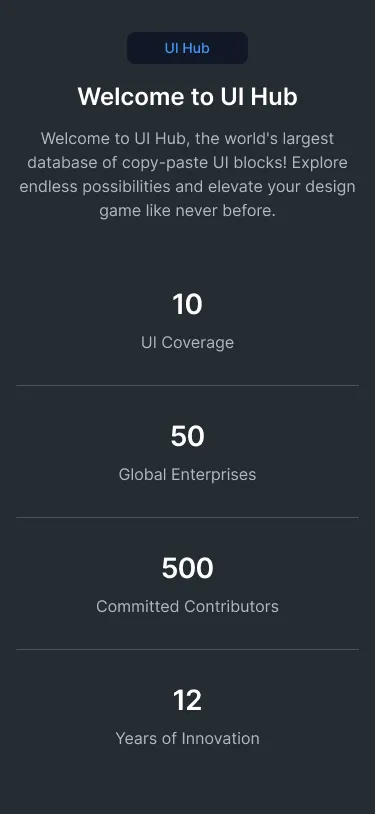 UI Hub
Welcome to UI Hub
Welcome to UI Hub, the world's largest
database of copy-paste UI blocks! Explore
endless possibilities and elevate your design
game like never before.
10
UI Coverage
50
Global Enterprises
500
Committed Contributors
12
Years of Innovation